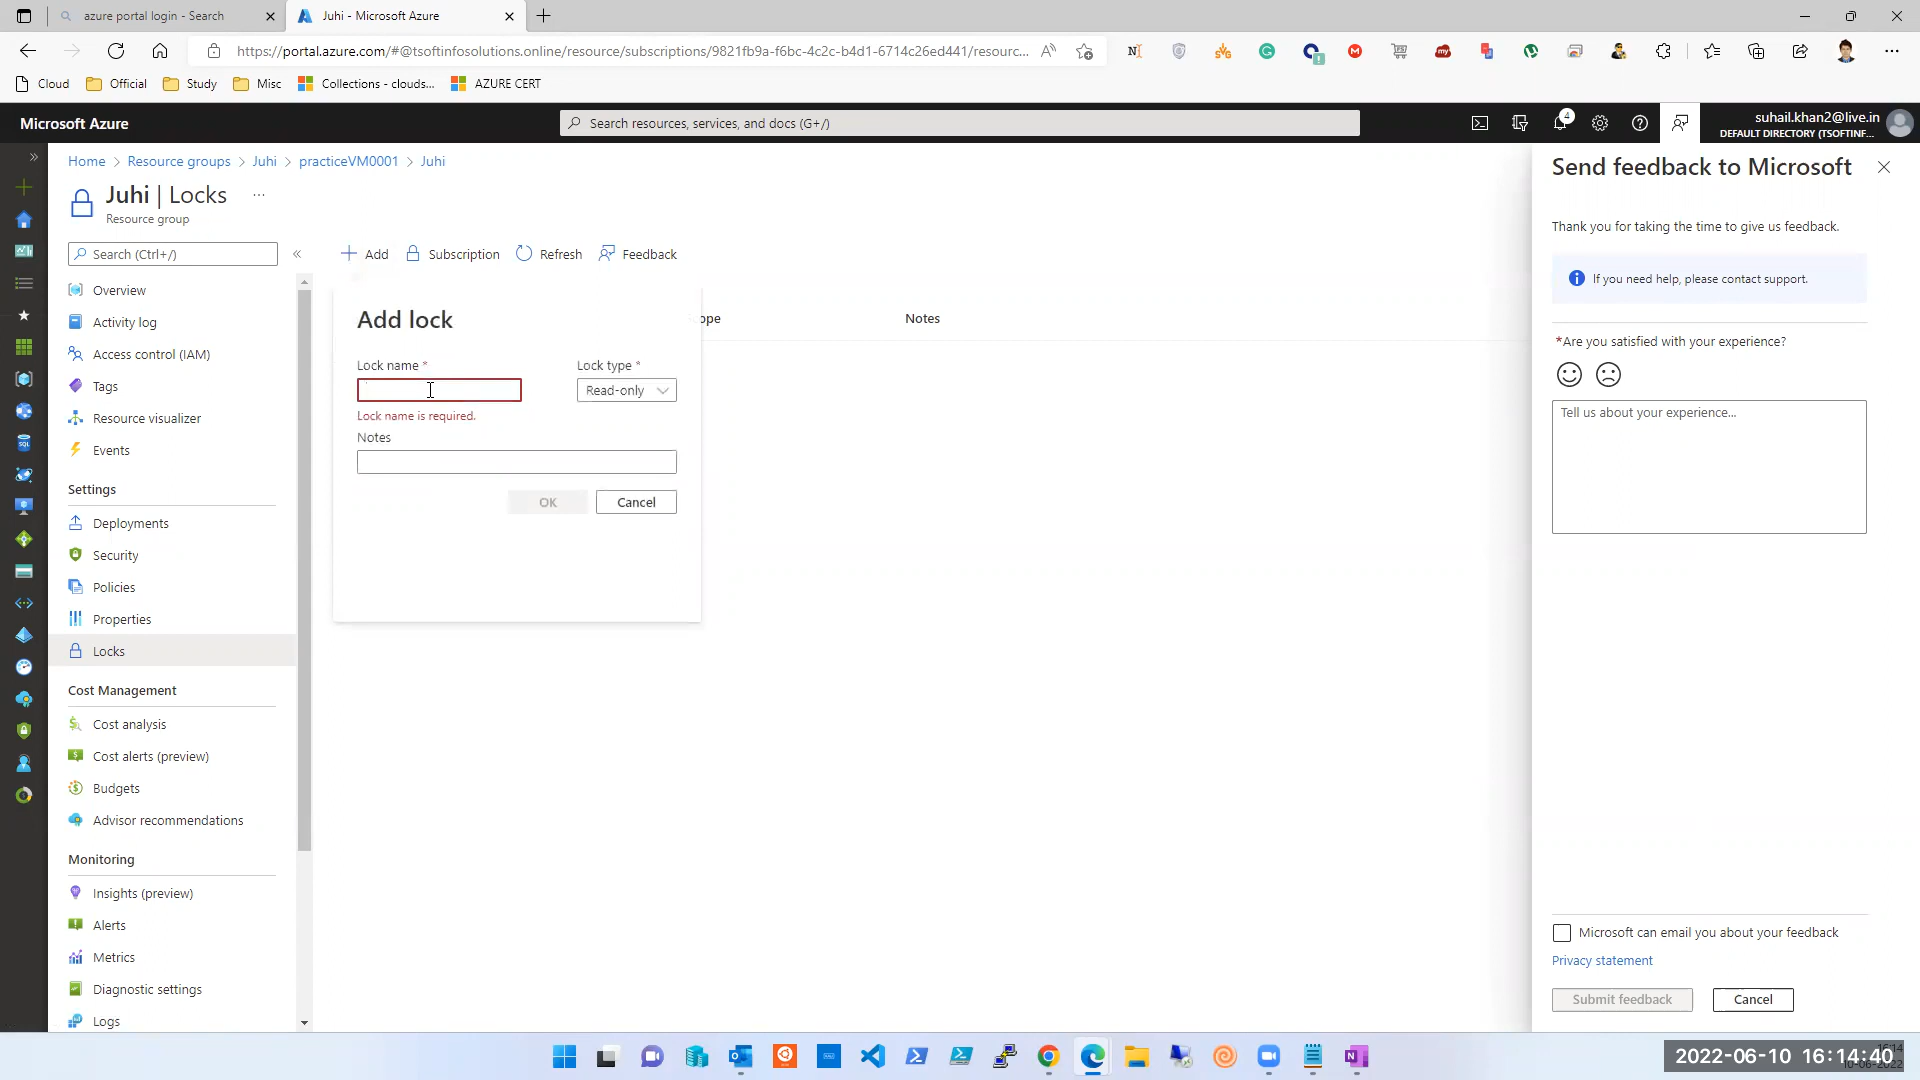 azure portal login - Search
Juhi - Microsoft Azure
https://portal.azure.com/#@tsoftinfosolutions.online/resource/subscriptions/9821fb9a-f6bc-4c2c-b4d1-6714c26ed441/resourc...
Cloud
Official
Study
Misc
Collections - clouds...
AZURE CERT
Microsoft Azure
Search resources, services, and docs (G+/)
4
suhail.khan2@live.in
DEFAULT DIRECTORY (TSOFTINF...
Home > Resource groups > Juhi > practiceVM0001 > Juhi
Juhi | Locks ...
Resource group
Search (Ctrl+/)
Overview
Activity log
Access control (IAM)
Tags
Resource visualizer
Events
Settings
Deployments
Security
Policies
Properties
Locks
Cost Management
Cost analysis
Cost alerts (preview)
Budgets
Advisor recommendations
Monitoring
Insights (preview)
Alerts
Metrics
Diagnostic settings
Logs
Add
Subscription
Refresh
Feedback
ope
Notes
Add lock
Lock name *
Lock type *
Read-only
Lock name is required.
Notes
OK
Cancel
Send feedback to Microsoft
Thank you for taking the time to give us feedback.
If you need help, please contact support.
*Are you satisfied with your experience?
Tell us about your experience...
Microsoft can email you about your feedback
Privacy statement
Submit feedback
Cancel
2022-06-10 16:14:40